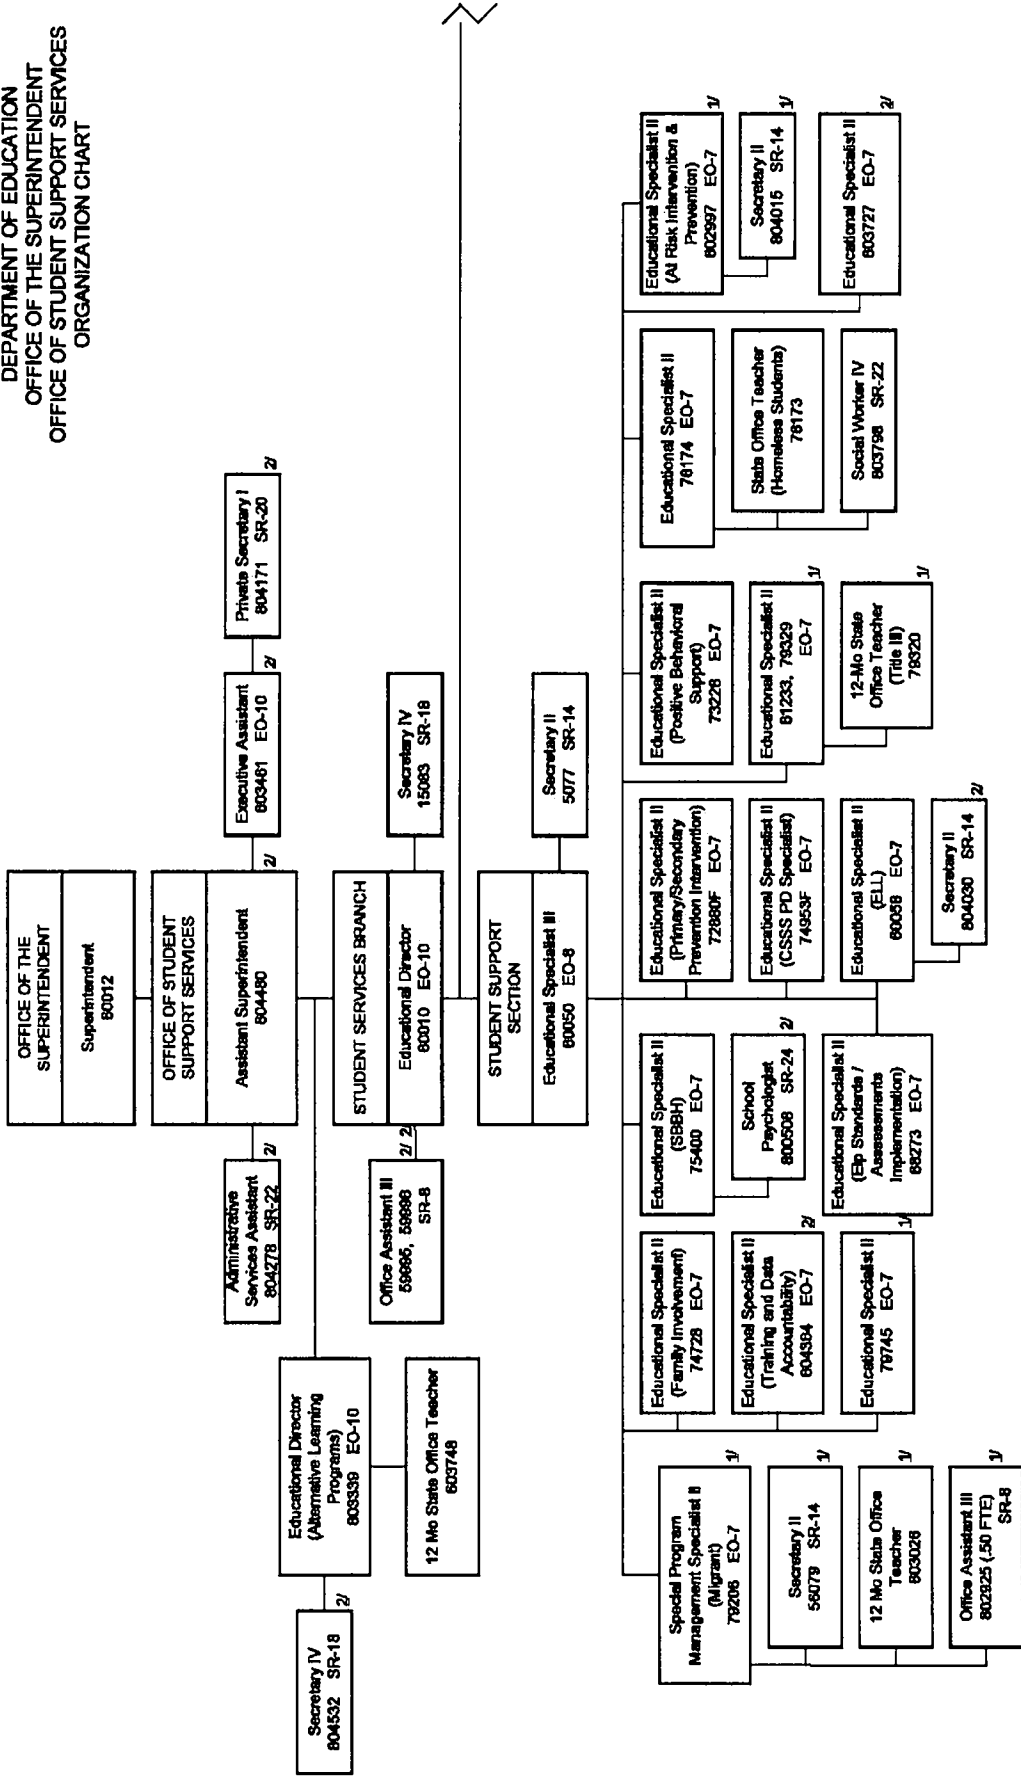 DEPARTMENT OF EDUCATION
OFFICE OF THE SUPERINTENDENT
OFFICE OF STUDENT SUPPORT SERVICES
ORGANIZATION CHART
OFFICE OF THE
SUPERINTENDENT
Superintendent
60012
OFFICE OF STUDENT
SUPPORT SERVICES
Assistant Superintendent
604480
2/
Administrative
Services Assistant
804278 SR-22
2/
Executive Assistant
603461 EO-10
2/
Private Secretary I
804171 SR-20
2/
Educational Director
(Alternative Learning
Programs)
603339 EO-10
Secretary IV
804532 SR-18
2/
12 Mo State Office Teacher
603748
STUDENT SERVICES BRANCH
Educational Director
60010 EO-10
2/
Office Assistant III
59695, 59696
SR-8
2/
Secretary IV
15083 SR-18
STUDENT SUPPORT
SECTION
Educational Specialist III
60050 EO-8
Secretary II
5077 SR-14
Special Program
Management Specialist II
(Migrant)
79206 EO-7
1/
Secretary II
56079 SR-14
1/
12 Mo State Office
Teacher
603026
1/
Office Assistant III
802925 (.50 FTE)
SR-8
1/
Educational Specialist II
(Family Involvement)
74728 EO-7
Educational Specialist II
(Training and Data
Accountability)
604384 EO-7
2/
Educational Specialist II
79745 EO-7
1/
Educational Specialist II
(SBBH)
75400 EO-7
School
Psychologist
800508 SR-24
2/
Educational Specialist II
(Elp Standards /
Assessments
Implementation)
68273 EO-7
Educational Specialist II
(Primary/Secondary
Prevention Intervention)
72880F EO-7
Educational Specialist II
(CSSS PD Specialist)
74953F EO-7
Educational Specialist II
(ELL)
60058 EO-7
Secretary II
804030 SR-14
2/
Educational Specialist II
(Positive Behavioral
Support)
73228 EO-7
Educational Specialist II
81233, 79329
EO-7
1/
12-Mo State
Office Teacher
(Title III)
79320
1/
Educational Specialist II
78174 EO-7
State Office Teacher
(Homeless Students)
78173
Social Worker IV
803798 SR-22
Educational Specialist II
(At Risk Intervention &
Prevention)
602997 EO-7
1/
Secretary II
804015 SR-14
1/
Educational Specialist II
603727 EO-7
2/